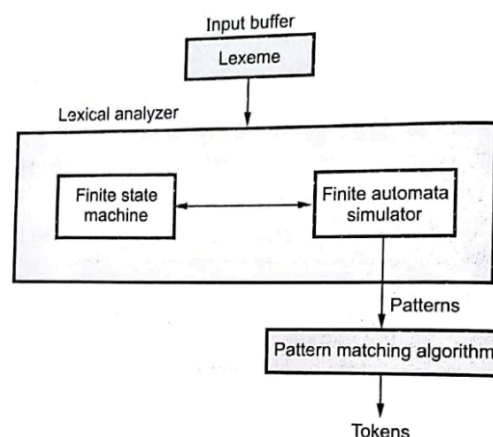 Input buffer
Lexeme
Lexical analyzer
Finite state
machine
Finite automata
simulator
Patterns
Pattern matching algorithm
Tokens